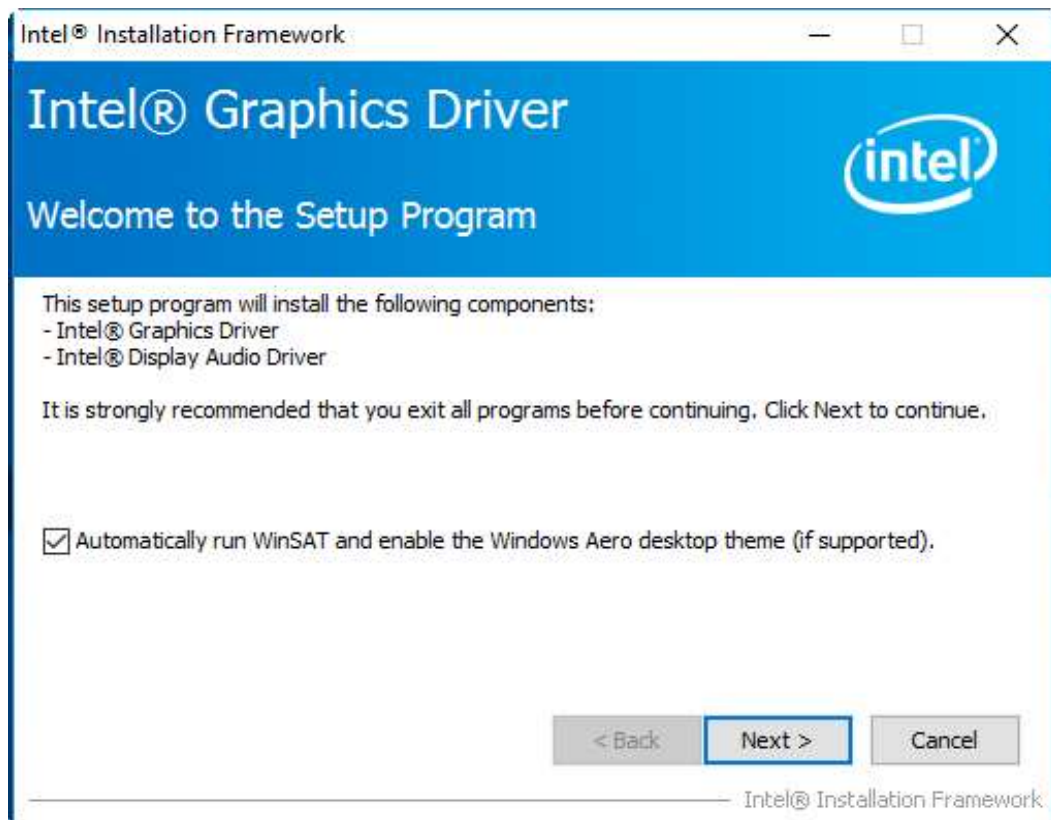 Intel® Installation Framework
Intel® Graphics Driver
intel
Welcome to the Setup Program
This setup program will install the following components:
- Intel® Graphics Driver
- Intel® Display Audio Driver
It is strongly recommended that you exit all programs before continuing. Click Next to continue.
Automatically run WinSAT and enable the Windows Aero desktop theme (if supported).
< Back Next > Cancel
Intel® Installation Framework